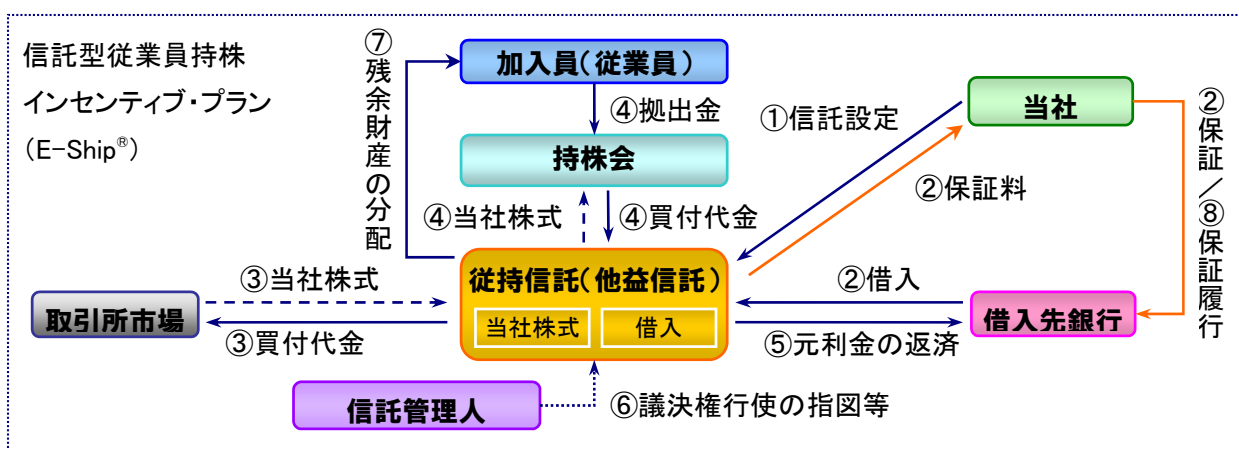 信託型従業員持株
インセンティブ・プラン
(E-Ship®)
⑦残余財産の分配
加入員(従業員)
④拠出金
持株会
④当社株式
④買付代金
①信託設定
当社
②保証料
②保証/⑧保証履行
③当社株式
取引所市場
③買付代金
従持信託(他益信託)
当社株式
借入
②借入
借入先銀行
⑤元利金の返済
信託管理人
⑥議決権行使の指図等